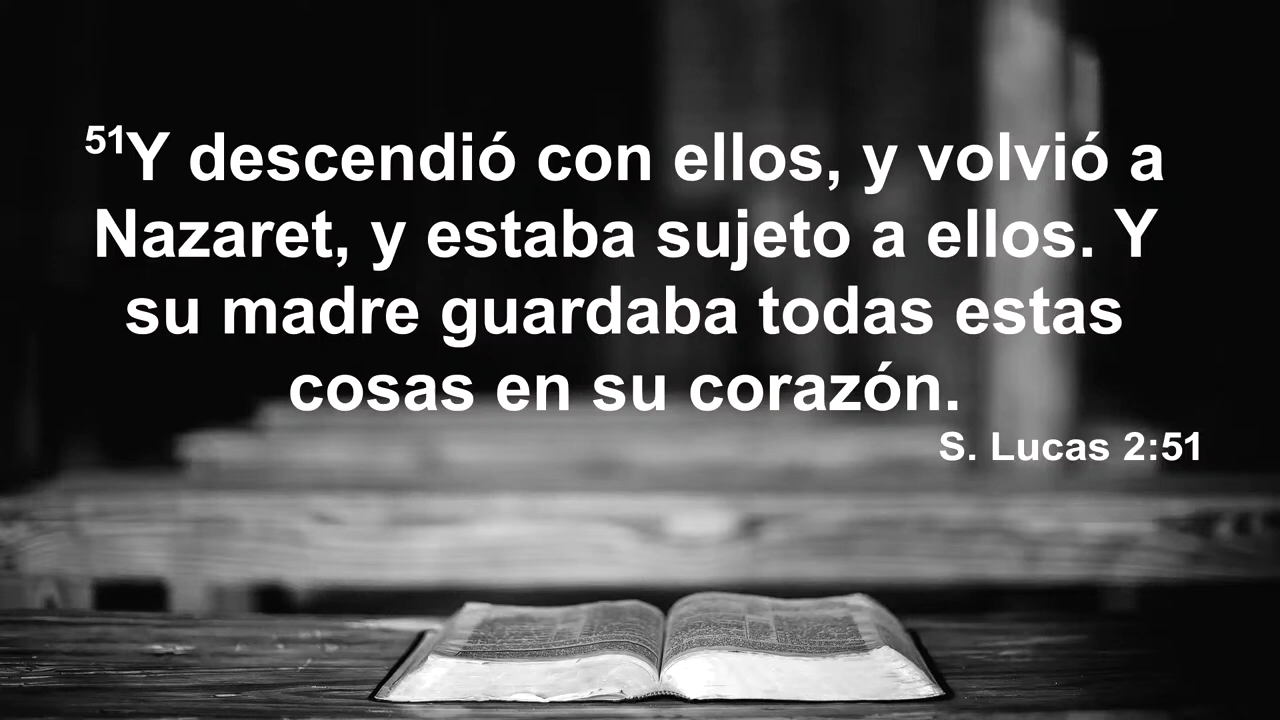 51Y descendió con ellos, y volvió a
Nazaret, y estaba sujeto a ellos. Y
su madre guardaba todas estas
cosas en su corazón.
S. Lucas 2:51